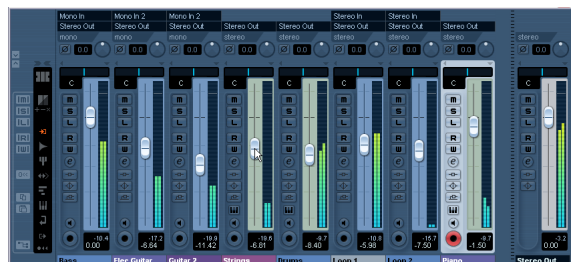 Mono In Mono In 2 Mono In 2 Stereo In Stereo In
Stereo Out Stereo Out Stereo Out Stereo Out Stereo Out Stereo Out Stereo Out Stereo Out
mono mono mono stereo stereo stereo stereo stereo stereo
0.0 0.0 0.0 0.0 0.0 0.0 0.0 0.0 0.0
C C C C C C C C C
m m m m m m m m m
S S S S S S S S
L L L L L L L L
R R R R R R R R R
W W W W W W W W W
e e e e e e e e e
-10.4 -17.2 -19.9 -19.6 -9.7 -10.8 -15.7 -9.7 -3.2
0.00 -6.64 -11.42 -6.81 -8.40 -5.98 -7.50 -1.50 0.00
Bass Elec Guitar Guitar 2 Strings Drums Loop 1 Loop 2 Piano Stereo Out